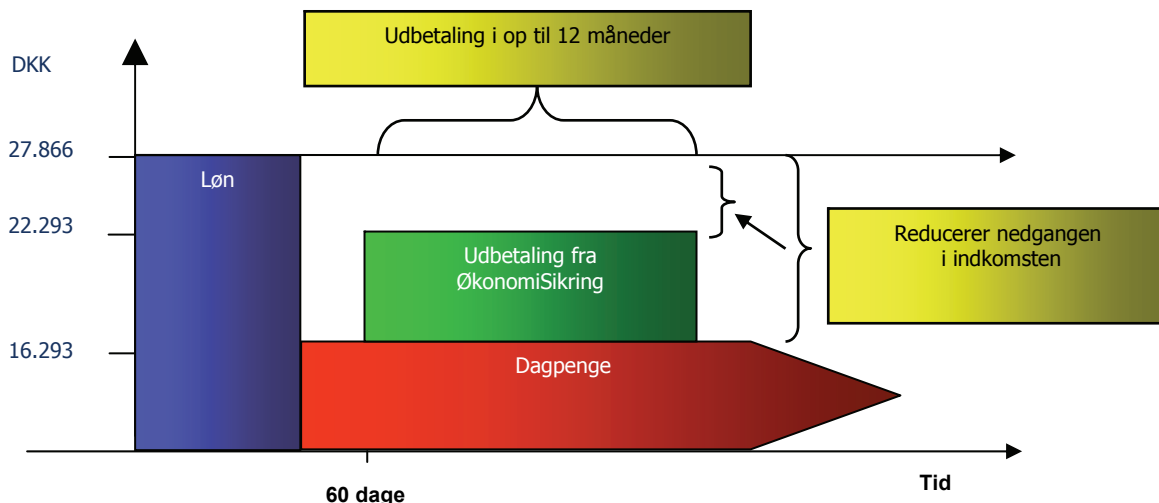 Udbetaling i op til 12 måneder
DKK
27.866
Løn
22.293
Udbetaling fra
ØkonomiSikring
Reducerer nedgangen
i indkomsten
16.293
Dagpenge
60 dage
Tid